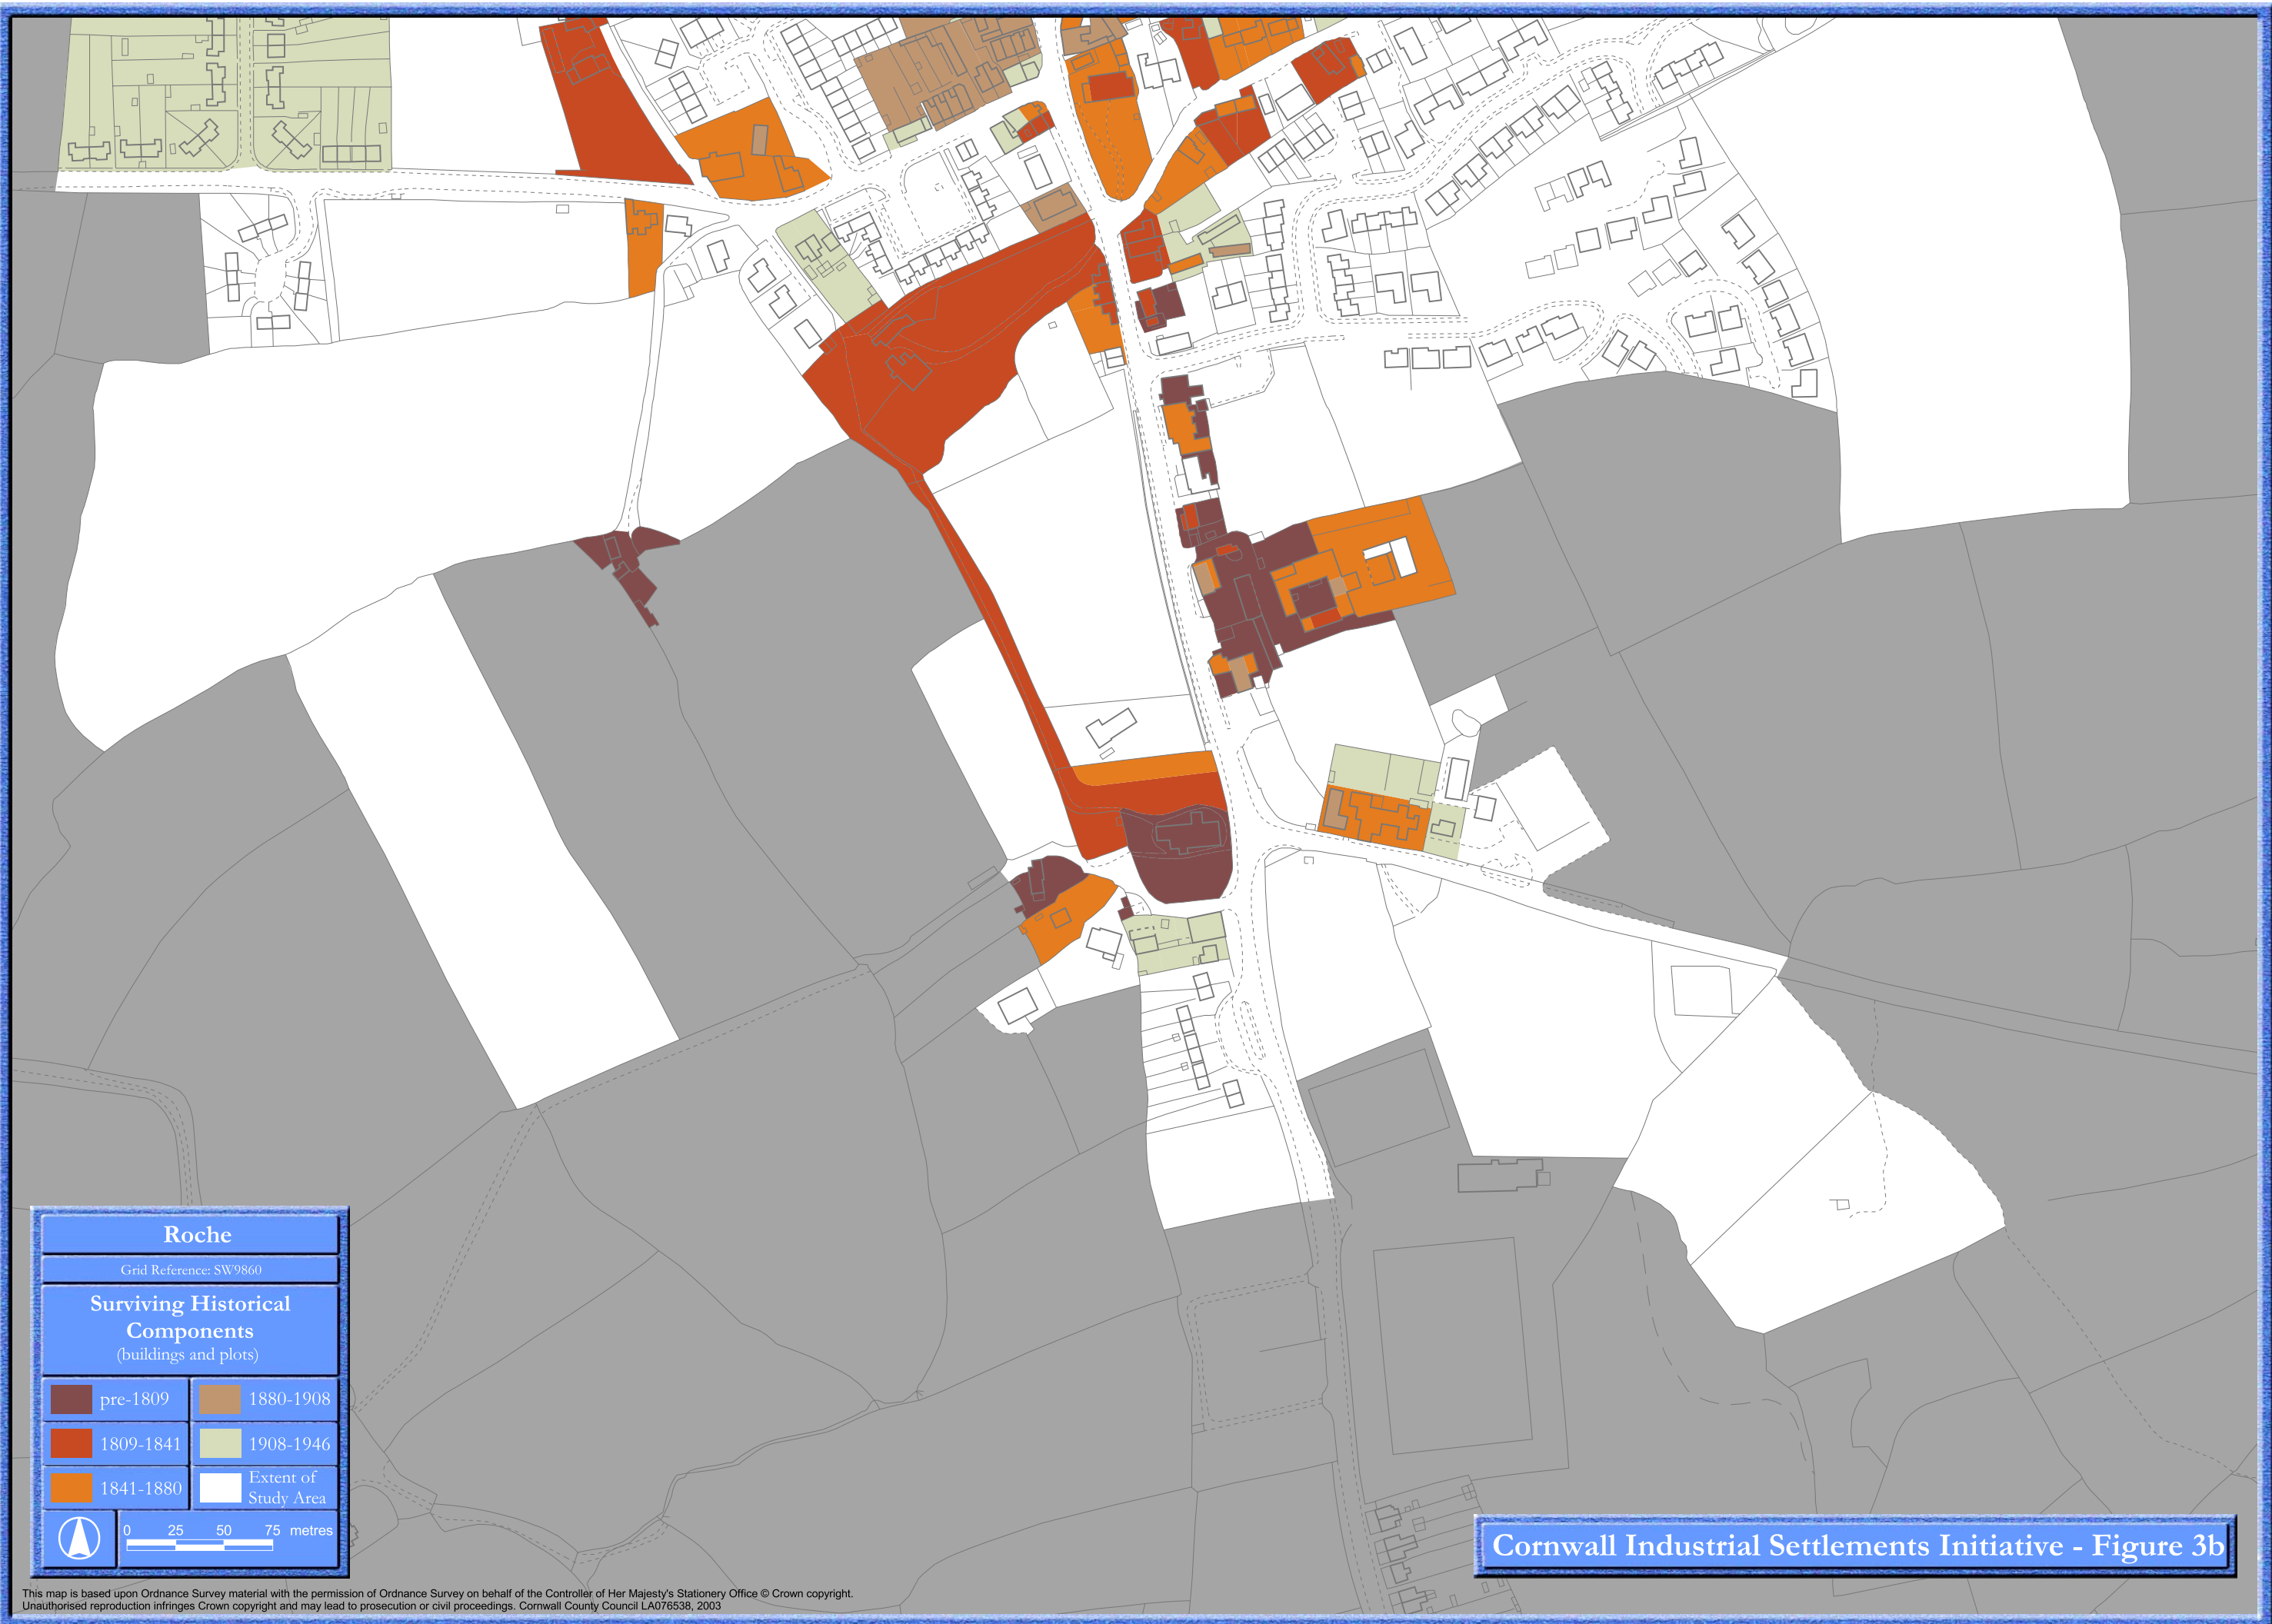 Roche
Grid Reference: SW9860
Surviving Historical
Components
(buildings and plots)
pre-1809
1880-1908
1809-1841
1908-1946
1841-1880
Extent of
Study Area
0 25 50 75 metres
Cornwall Industrial Settlements Initiative - Figure 3b
This map is based upon Ordnance Survey material with the permission of Ordnance Survey on behalf of the Controller of Her Majesty's Stationery Office © Crown copyright.
Unauthorised reproduction infringes Crown copyright and may lead to prosecution or civil proceedings. Cornwall County Council LA076538, 2003